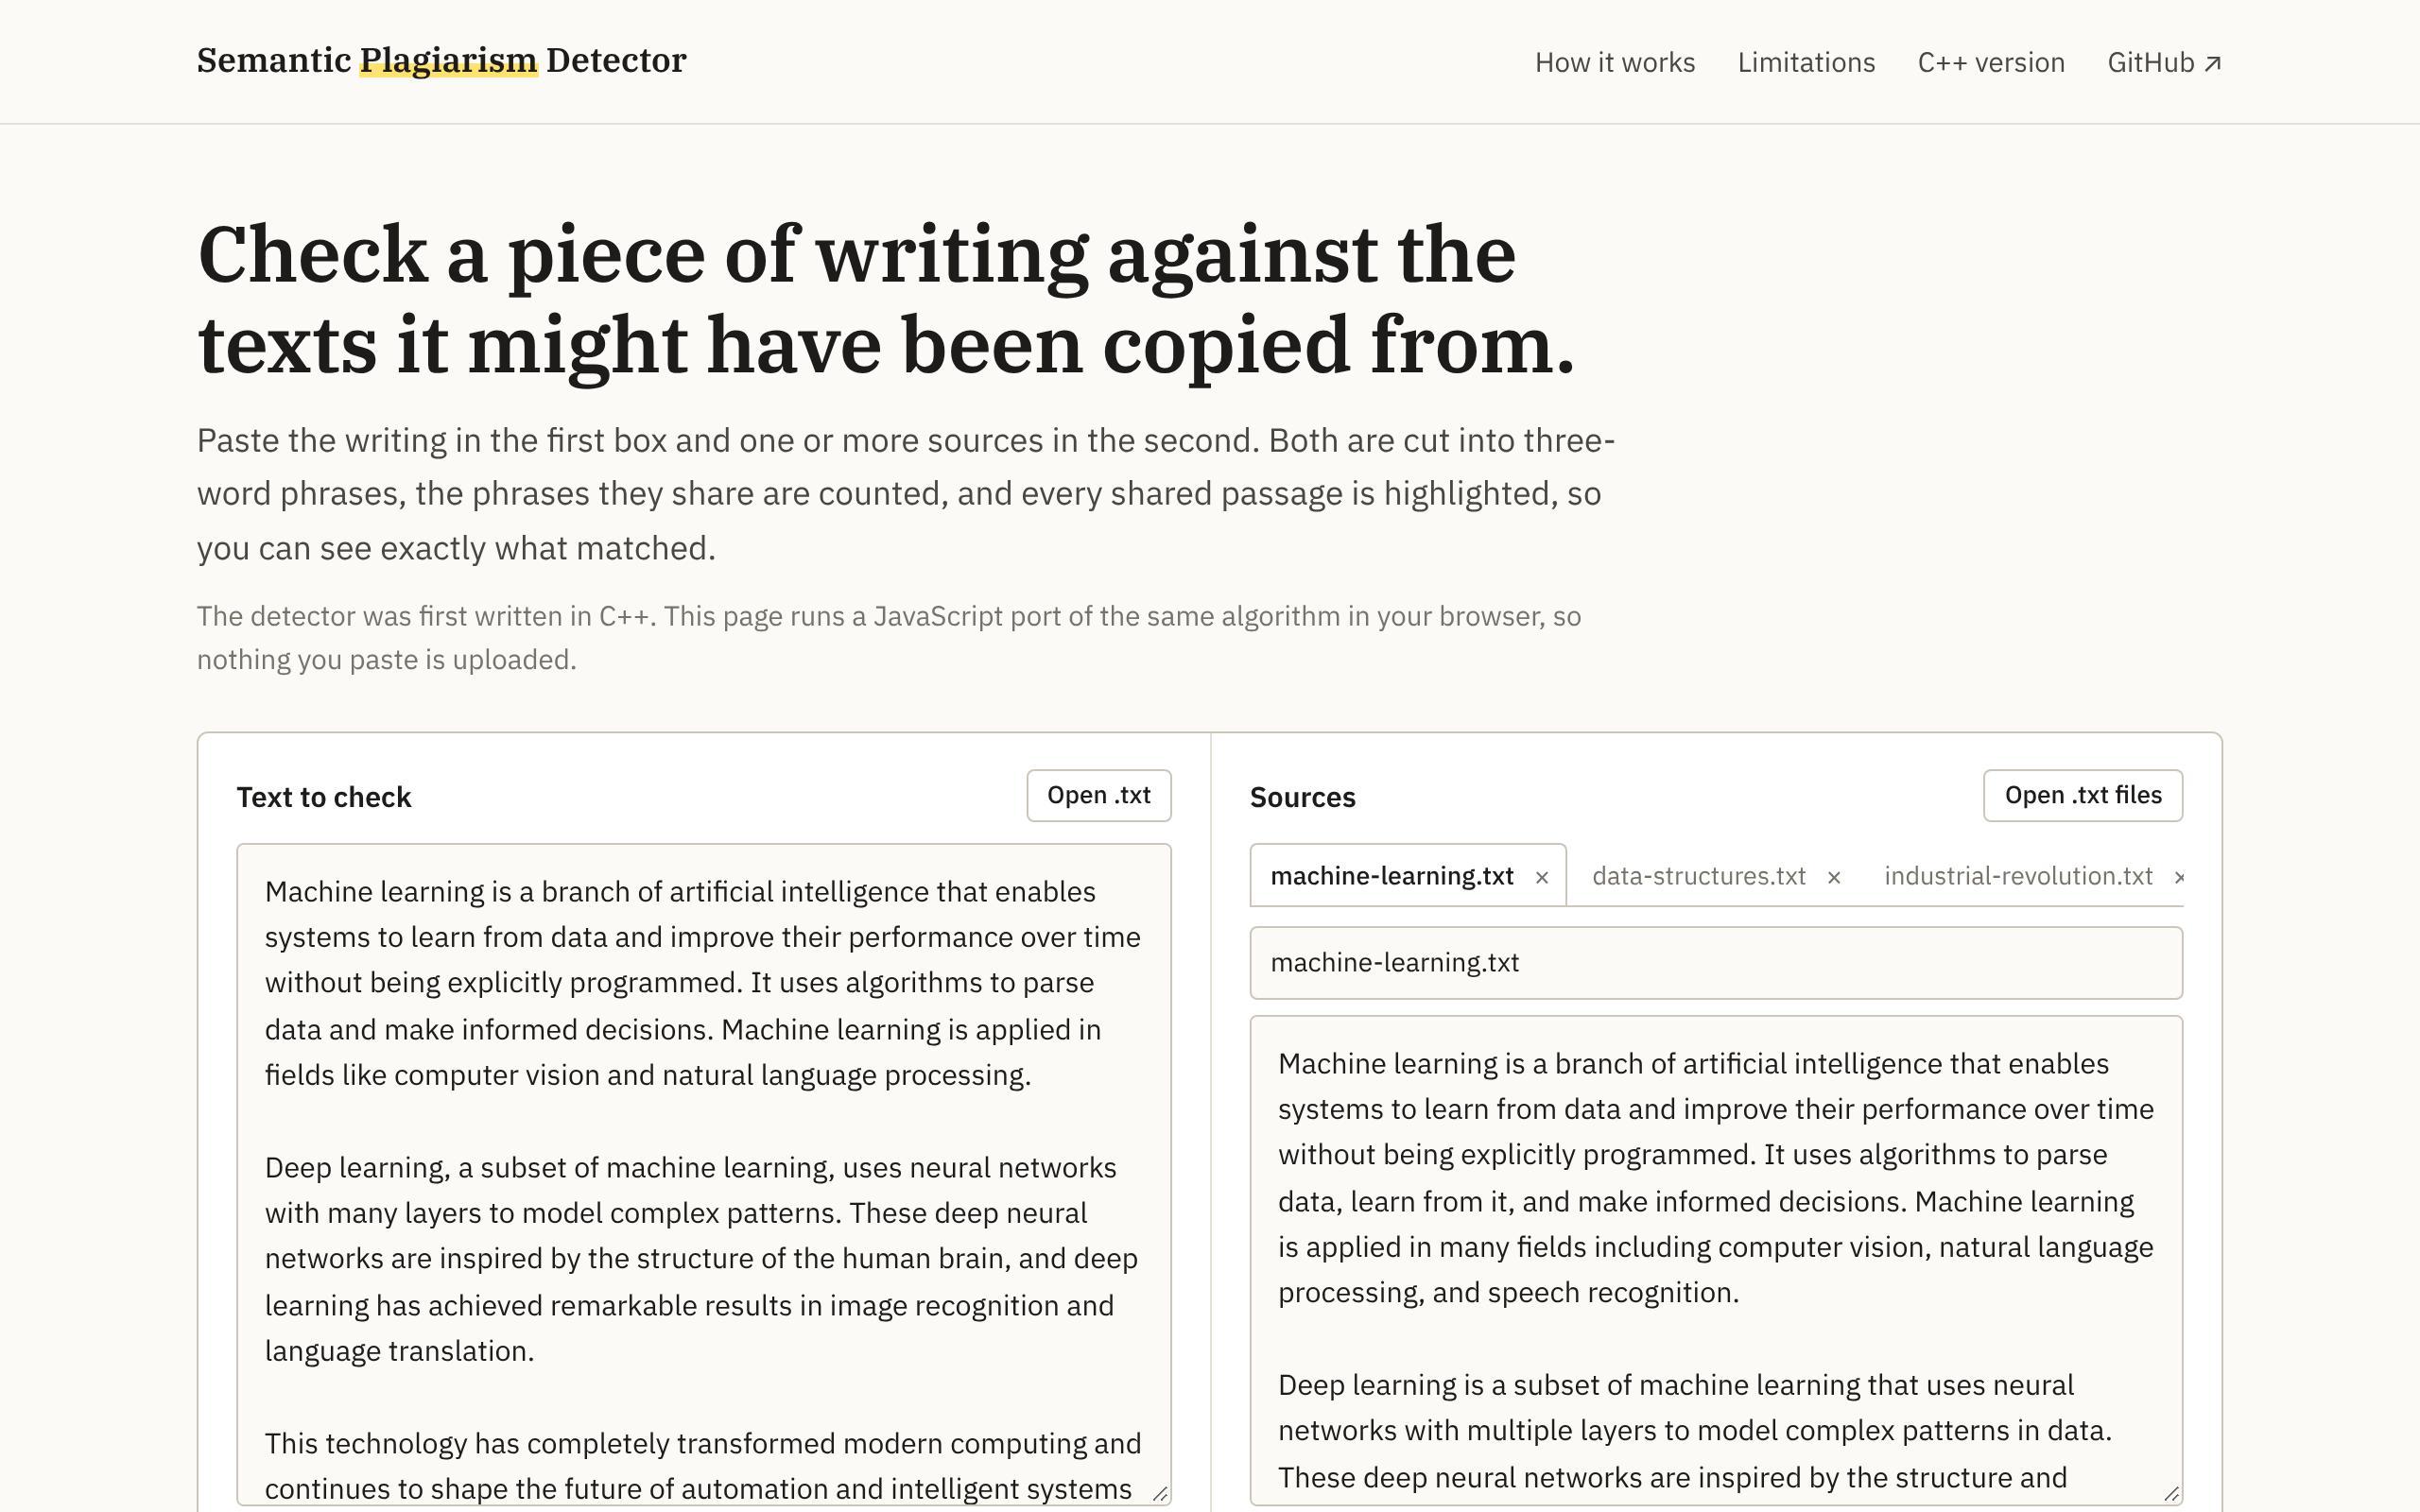 Semantic Plagiarism Detector
How it works Limitations C++ version GitHub ↗
Check a piece of writing against the
texts it might have been copied from.
Paste the writing in the first box and one or more sources in the second. Both are cut into three-
word phrases, the phrases they share are counted, and every shared passage is highlighted, so
you can see exactly what matched.
The detector was first written in C++. This page runs a JavaScript port of the same algorithm in your browser, so
nothing you paste is uploaded.
Text to check
Open .txt
Machine learning is a branch of artificial intelligence that enables
systems to learn from data and improve their performance over time
without being explicitly programmed. It uses algorithms to parse
data and make informed decisions. Machine learning is applied in
fields like computer vision and natural language processing.
Deep learning, a subset of machine learning, uses neural networks
with many layers to model complex patterns. These deep neural
networks are inspired by the structure of the human brain, and deep
learning has achieved remarkable results in image recognition and
language translation.
This technology has completely transformed modern computing and
continues to shape the future of automation and intelligent systems
Sources
Open .txt files
machine-learning.txt × data-structures.txt × industrial-revolution.txt ×
machine-learning.txt
Machine learning is a branch of artificial intelligence that enables
systems to learn from data and improve their performance over time
without being explicitly programmed. It uses algorithms to parse
data, learn from it, and make informed decisions. Machine learning
is applied in many fields including computer vision, natural language
processing, and speech recognition.
Deep learning is a subset of machine learning that uses neural
networks with multiple layers to model complex patterns in data.
These deep neural networks are inspired by the structure and